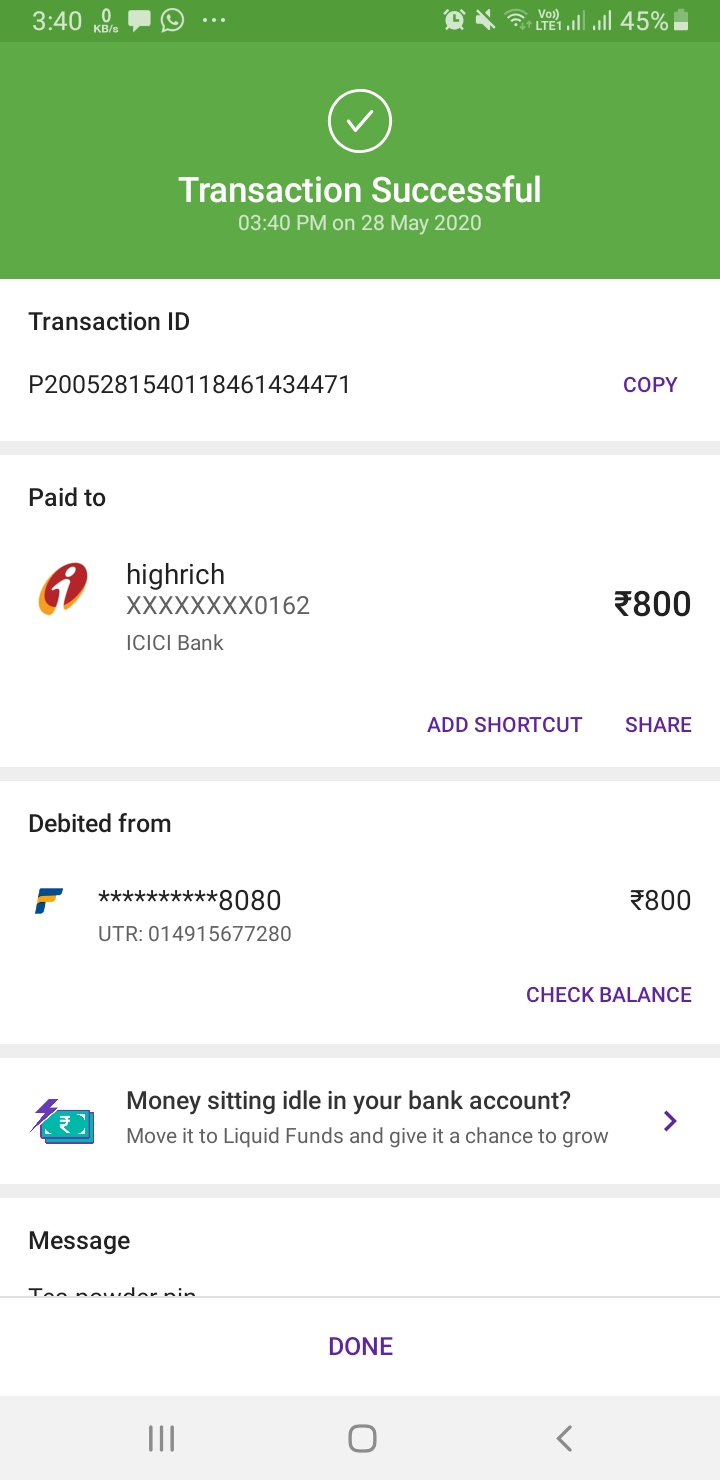 3:40 0 KB/s ... Vo)) LTE1 45%
Transaction Successful
03:40 PM on 28 May 2020
Transaction ID
P2005281540118461434471 COPY
Paid to
highrich
XXXXXXXX0162 ₹800
ICICI Bank
ADD SHORTCUT SHARE
Debited from
**********8080 ₹800
UTR: 014915677280
CHECK BALANCE
Money sitting idle in your bank account?
Move it to Liquid Funds and give it a chance to grow
Message
Tea powder pin
DONE